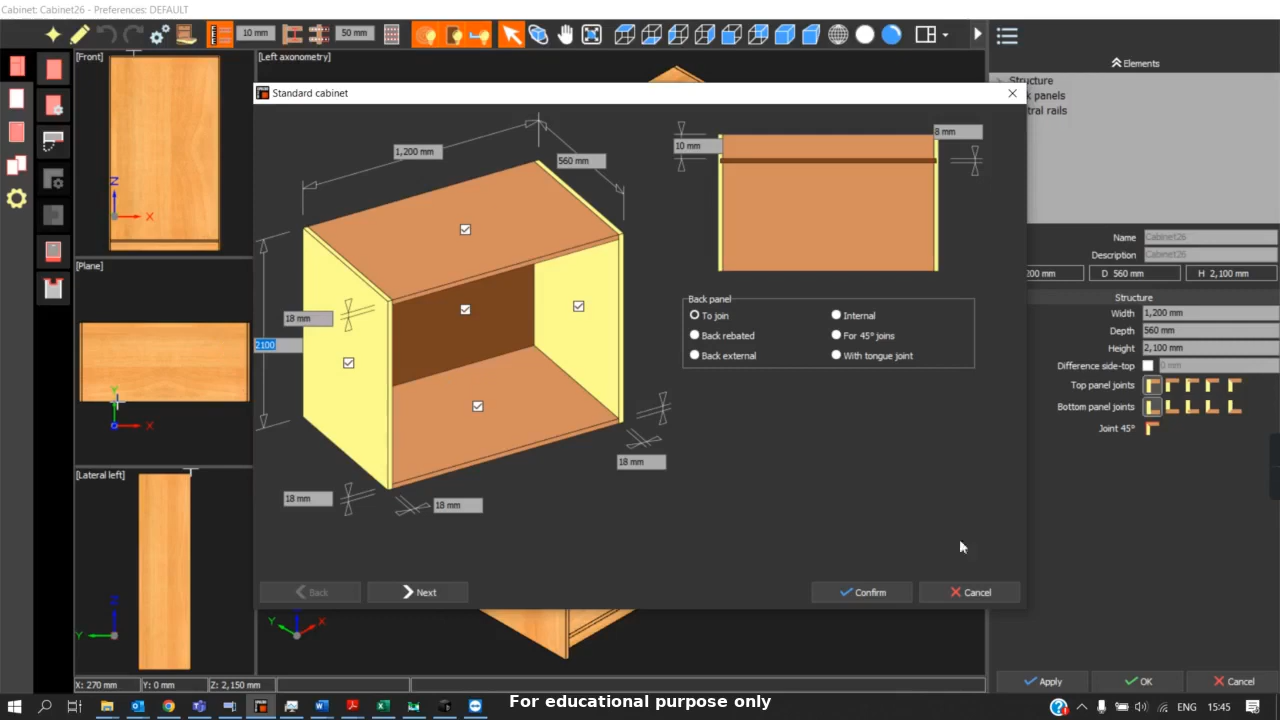 Cabinet: Cabinet26 - Preferences: DEFAULT
10 mm
50 mm
[Front]
[Left axonometry]
Elements
Structure
k panels
tral rails
Standard cabinet
1,200 mm
560 mm
10 mm
8 mm
18 mm
2100
18 mm
18 mm
18 mm
Back panel
To join
Internal
Back rebated
For 45° joins
Back external
With tongue joint
Back
Next
Confirm
Cancel
Z
X
[Plane]
Y
X
[Lateral left]
Z
Y
Y
X
Name Cabinet26
Description Cabinet26
200 mm
D 560 mm
H 2,100 mm
Structure
Width 1,200 mm
Depth 560 mm
Height 2,100 mm
Difference side-top 0 mm
Top panel joints
Bottom panel joints
Joint 45°
X: 270 mm
Y: 0 mm
Z: 2,150 mm
Apply
OK
Cancel
For educational purpose only
ENG
15:45